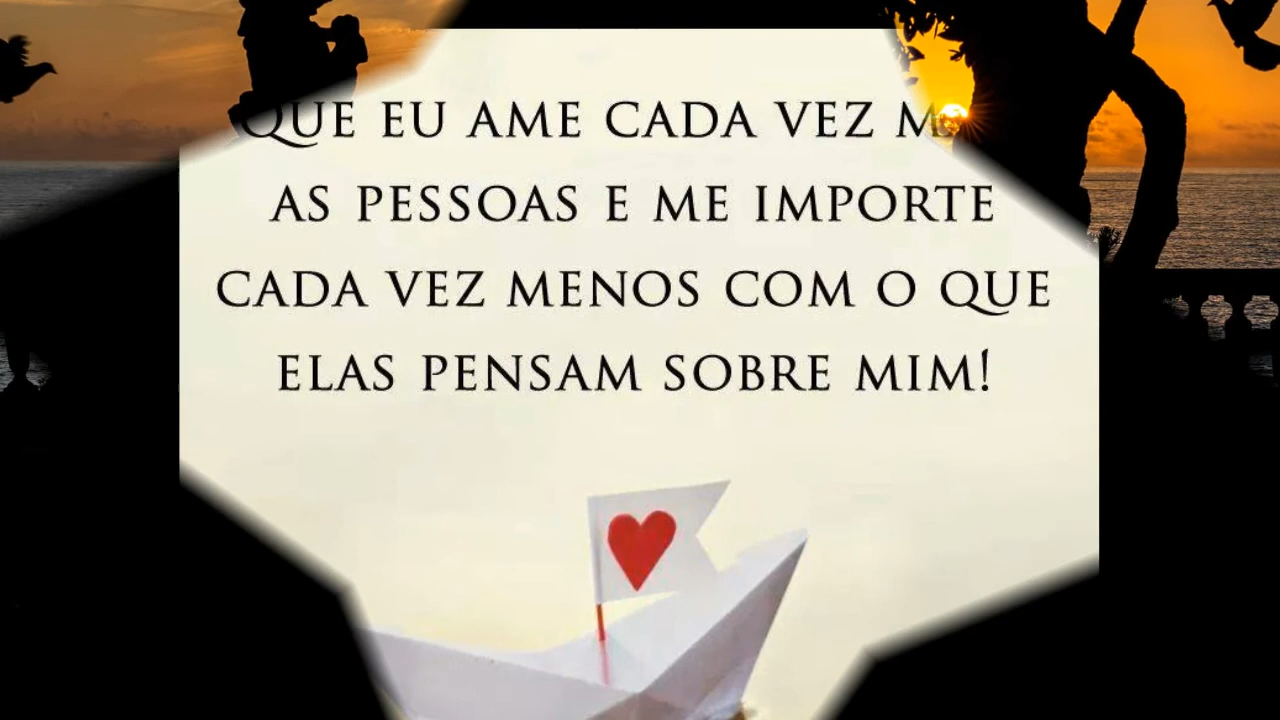 QUE EU AME CADA VEZ
AS PESSOAS E ME IMPORTE
CADA VEZ MENOS COM O QUE
ELAS PENSAM SOBRE MIM!